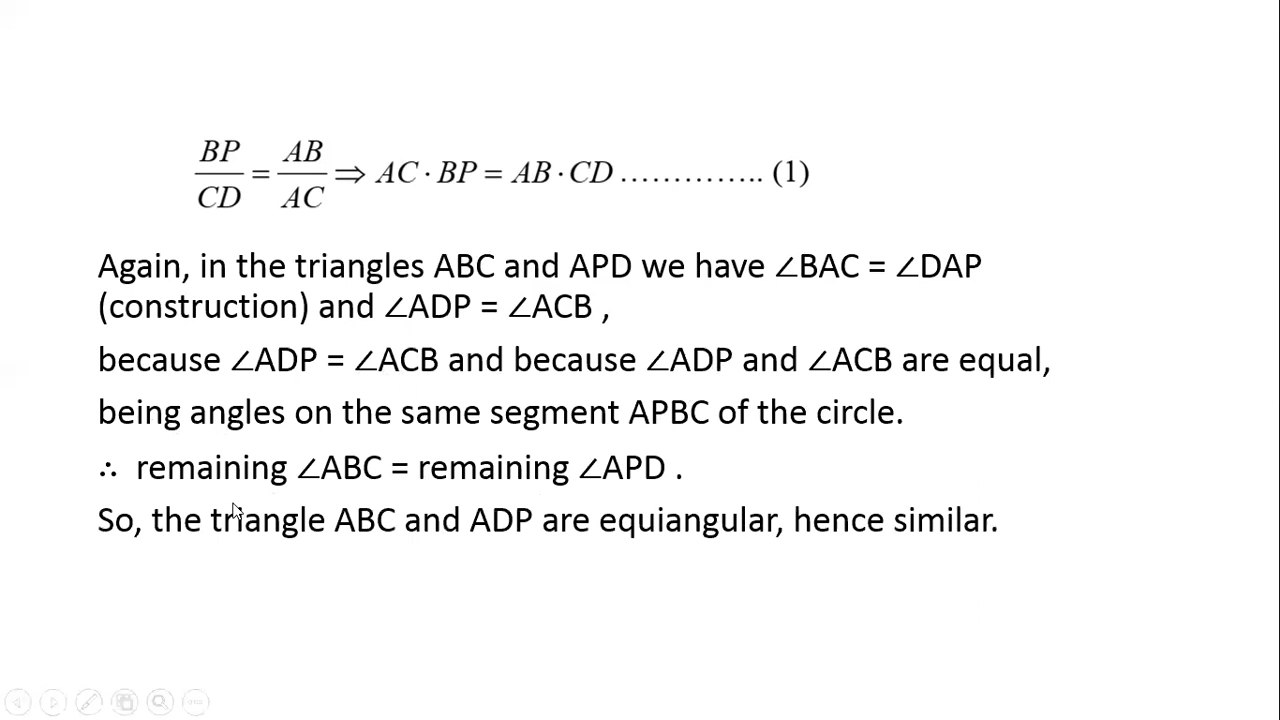 BP/CD = AB/AC ⇒ AC · BP = AB · CD ………….. (1)
Again, in the triangles ABC and APD we have ∠BAC = ∠DAP
(construction) and ∠ADP = ∠ACB ,
because ∠ADP = ∠ACB and because ∠ADP and ∠ACB are equal,
being angles on the same segment APBC of the circle.
∴ remaining ∠ABC = remaining ∠APD .
So, the triangle ABC and ADP are equiangular, hence similar.